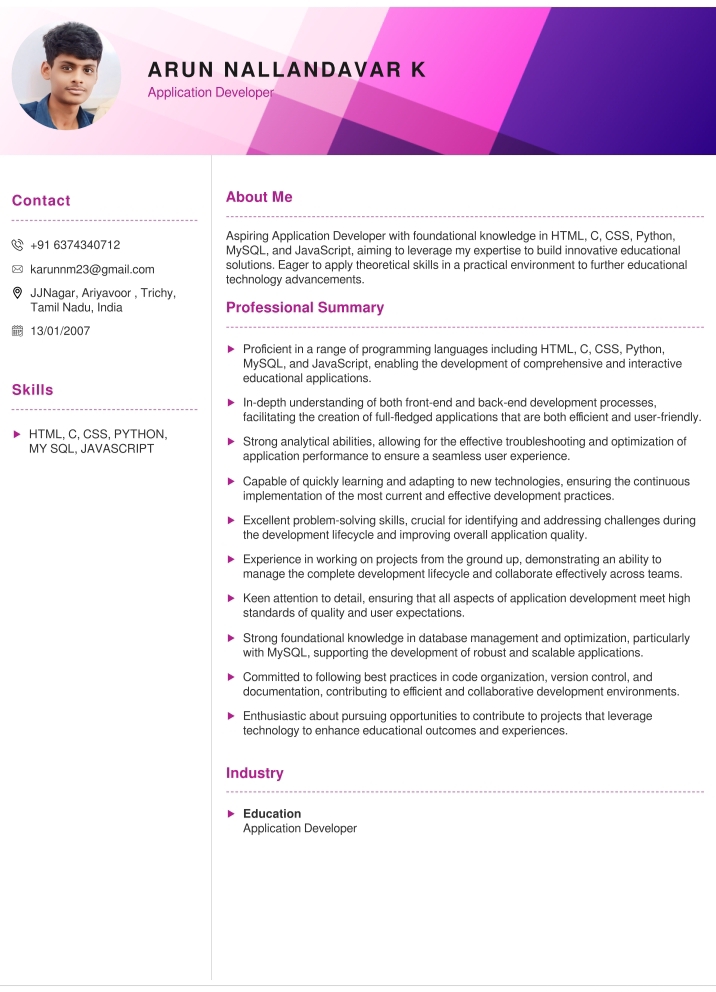 ARUN NALLANDAVAR K
Application Developer
Contact
+91 6374340712
karunnm23@gmail.com
JJNagar, Ariyavoor , Trichy,
Tamil Nadu, India
13/01/2007
Skills
HTML, C, CSS, PYTHON,
MY SQL, JAVASCRIPT
About Me
Aspiring Application Developer with foundational knowledge in HTML, C, CSS, Python,
MySQL, and JavaScript, aiming to leverage my expertise to build innovative educational
solutions. Eager to apply theoretical skills in a practical environment to further educational
technology advancements.
Professional Summary
Proficient in a range of programming languages including HTML, C, CSS, Python,
MySQL, and JavaScript, enabling the development of comprehensive and interactive
educational applications.
In-depth understanding of both front-end and back-end development processes,
facilitating the creation of full-fledged applications that are both efficient and user-friendly.
Strong analytical abilities, allowing for the effective troubleshooting and optimization of
application performance to ensure a seamless user experience.
Capable of quickly learning and adapting to new technologies, ensuring the continuous
implementation of the most current and effective development practices.
Excellent problem-solving skills, crucial for identifying and addressing challenges during
the development lifecycle and improving overall application quality.
Experience in working on projects from the ground up, demonstrating an ability to
manage the complete development lifecycle and collaborate effectively across teams.
Keen attention to detail, ensuring that all aspects of application development meet high
standards of quality and user expectations.
Strong foundational knowledge in database management and optimization, particularly
with MySQL, supporting the development of robust and scalable applications.
Committed to following best practices in code organization, version control, and
documentation, contributing to efficient and collaborative development environments.
Enthusiastic about pursuing opportunities to contribute to projects that leverage
technology to enhance educational outcomes and experiences.
Industry
Education
Application Developer